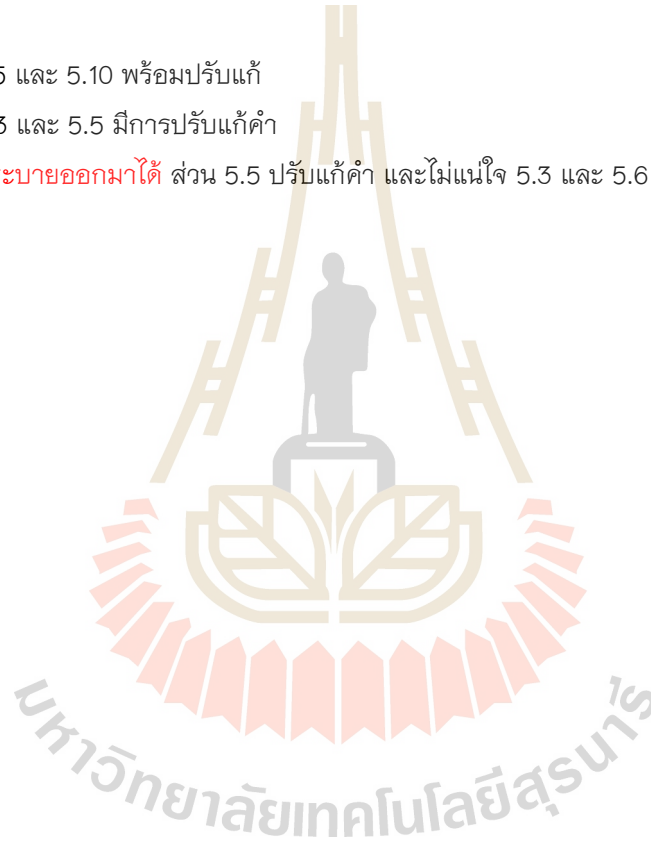 5 และ 5.10 พร้อมปรับแก้
3 และ 5.5 มีการปรับแก้คำ
ะบายออกมาได้ ส่วน 5.5 ปรับแก้คำ และไม่แน่ใจ 5.3 และ 5.6
มหาวิทยาลัยเทคโนโลยีสุรนารี